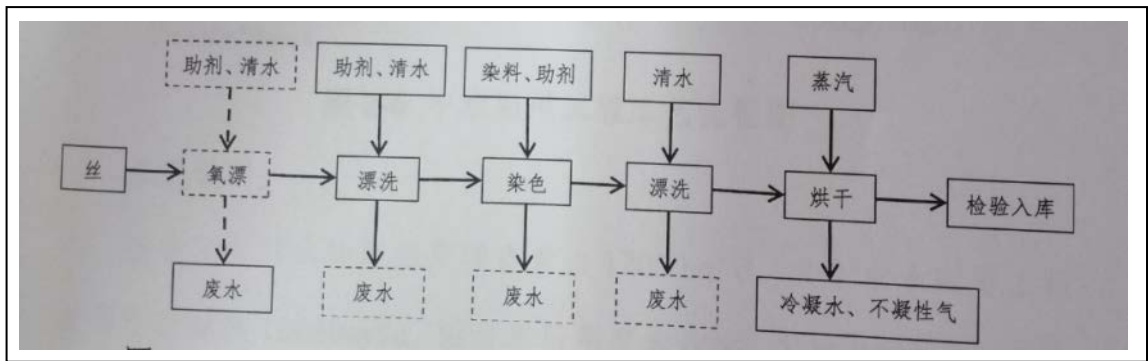 助剂、清水
助剂、清水
染料、助剂
清水
蒸汽
丝
氧漂
漂洗
染色
漂洗
烘干
检验入库
废水
废水
废水
废水
冷凝水、不凝性气